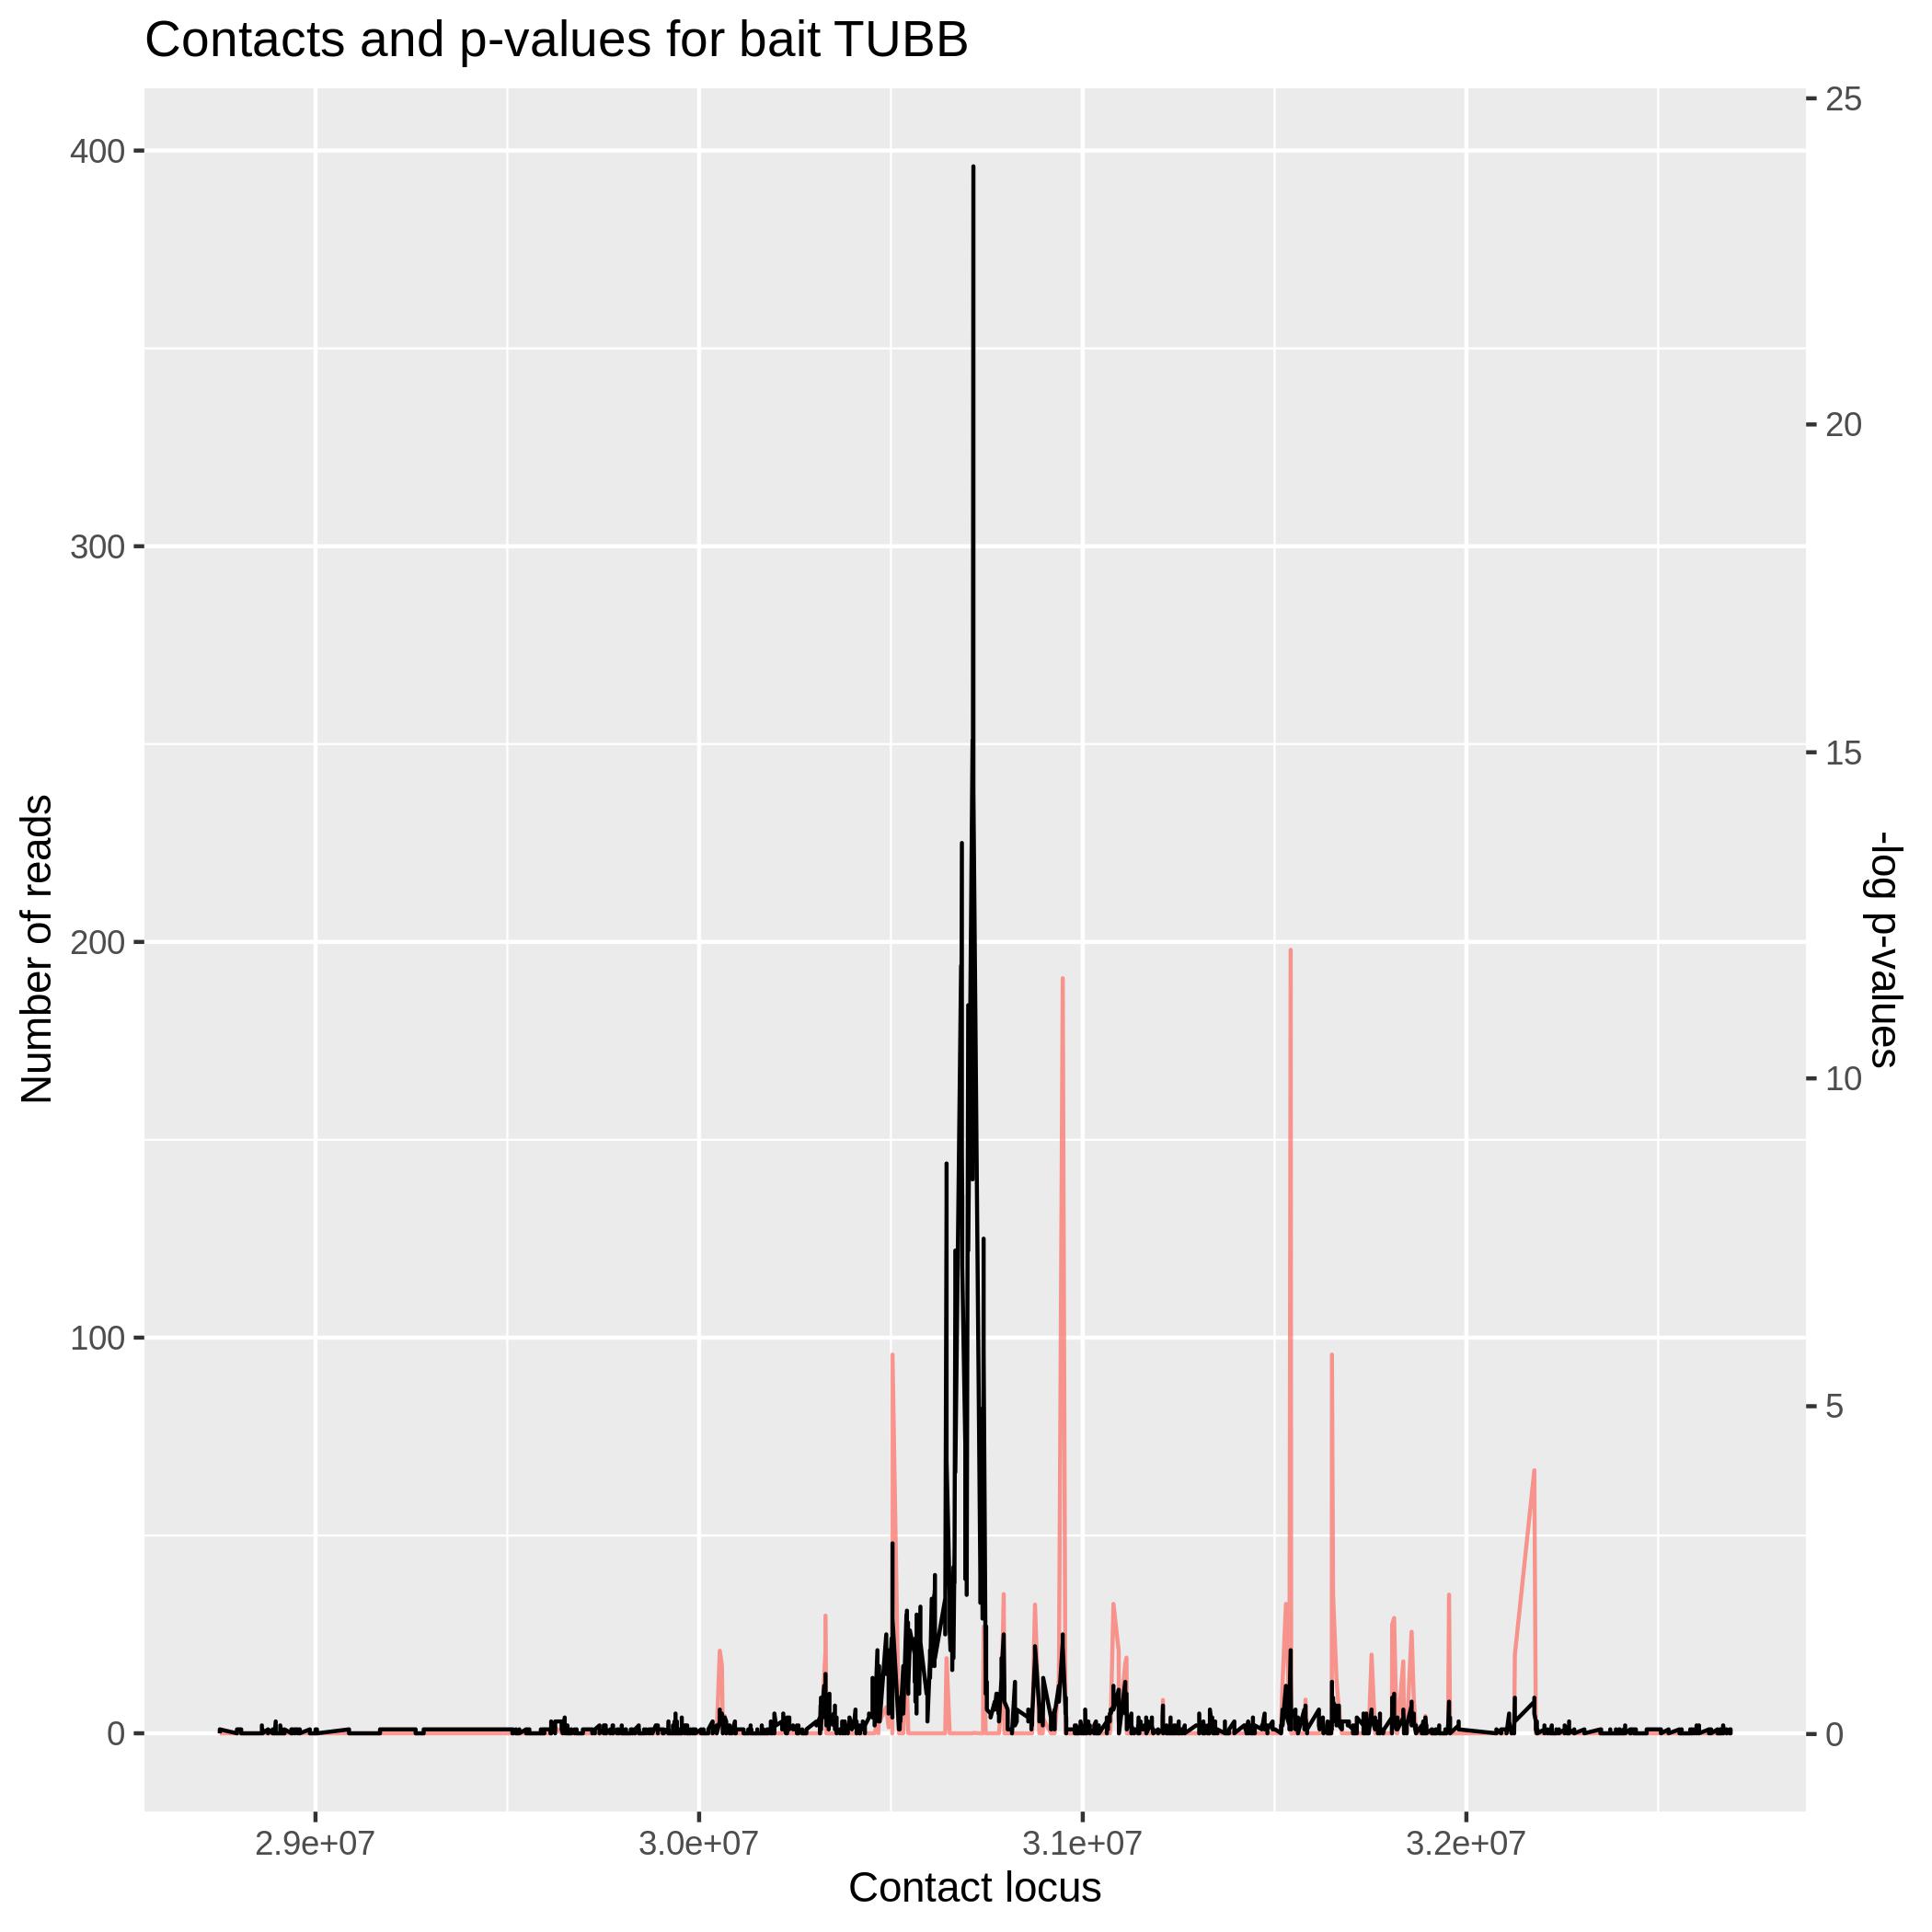 Contacts and p-values for bait TUBB
400
300
200
100
0
Number of reads
25
20
15
10
5
0
-log p-values
2.9e+07
3.0e+07
3.1e+07
3.2e+07
Contact locus